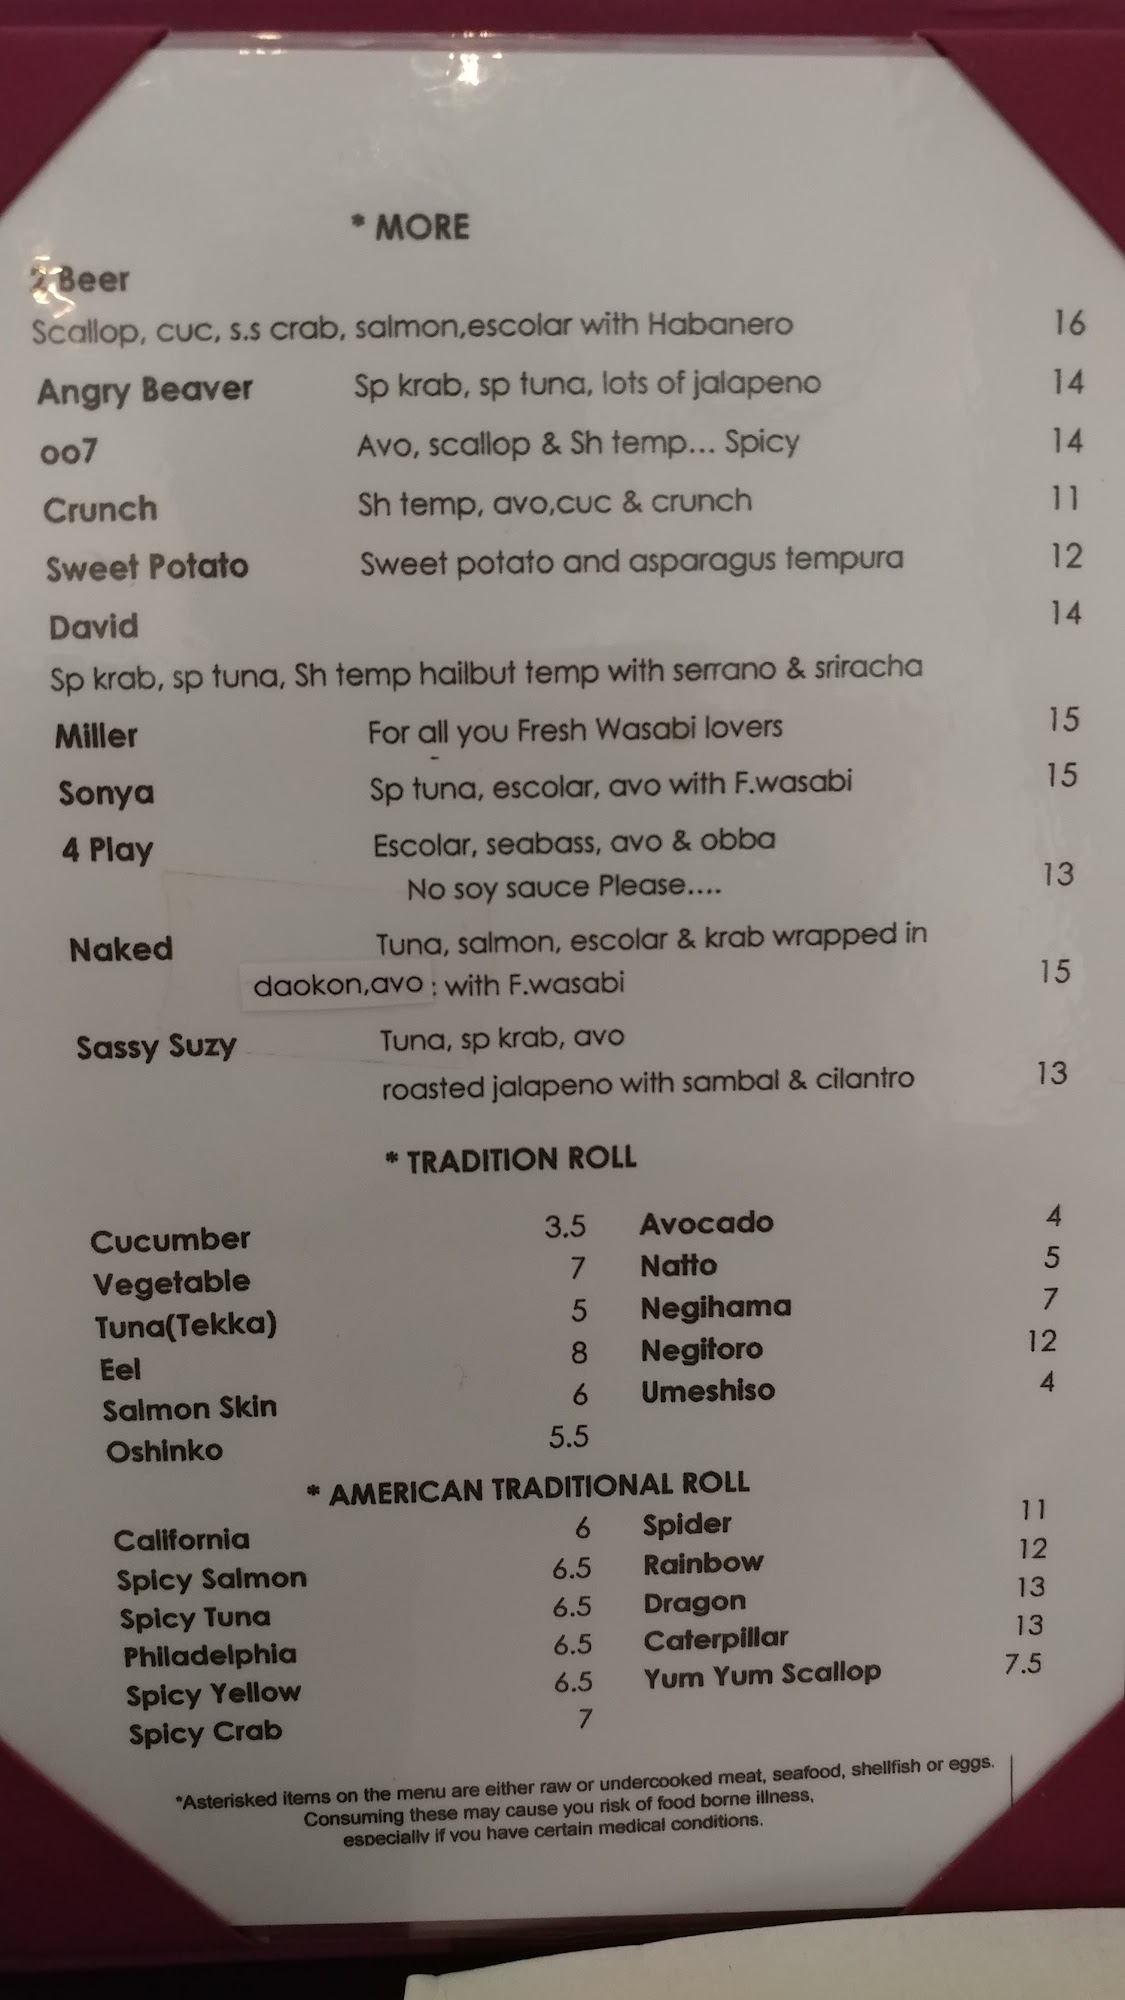 * MORE
2 Beer
Scallop, cuc, s.s crab, salmon,escolar with Habanero 16
Angry Beaver Sp krab, sp tuna, lots of jalapeno 14
oo7 Avo, scallop & Sh temp... Spicy 14
Crunch Sh temp, avo,cuc & crunch 11
Sweet Potato Sweet potato and asparagus tempura 12
David 14
Sp krab, sp tuna, Sh temp hailbut temp with serrano & sriracha
Miller For all you Fresh Wasabi lovers 15
Sonya Sp tuna, escolar, avo with F.wasabi 15
4 Play Escolar, seabass, avo & obba
No soy sauce Please.... 13
Naked Tuna, salmon, escolar & krab wrapped in
daokon,avo ; with F.wasabi 15
Sassy Suzy Tuna, sp krab, avo
roasted jalapeno with sambal & cilantro 13
* TRADITION ROLL
Cucumber 3.5 Avocado 4
Vegetable 7 Natto 5
Tuna(Tekka) 5 Negihama 7
Eel 8 Negitoro 12
Salmon Skin 6 Umeshiso 4
Oshinko 5.5
* AMERICAN TRADITIONAL ROLL
California 6 Spider 11
Spicy Salmon 6.5 Rainbow 12
Spicy Tuna 6.5 Dragon 13
Philadelphia 6.5 Caterpillar 13
Spicy Yellow 6.5 Yum Yum Scallop 7.5
Spicy Crab 7
*Asterisked items on the menu are either raw or undercooked meat, seafood, shellfish or eggs.
Consuming these may cause you risk of food borne illness,
especially if you have certain medical conditions.